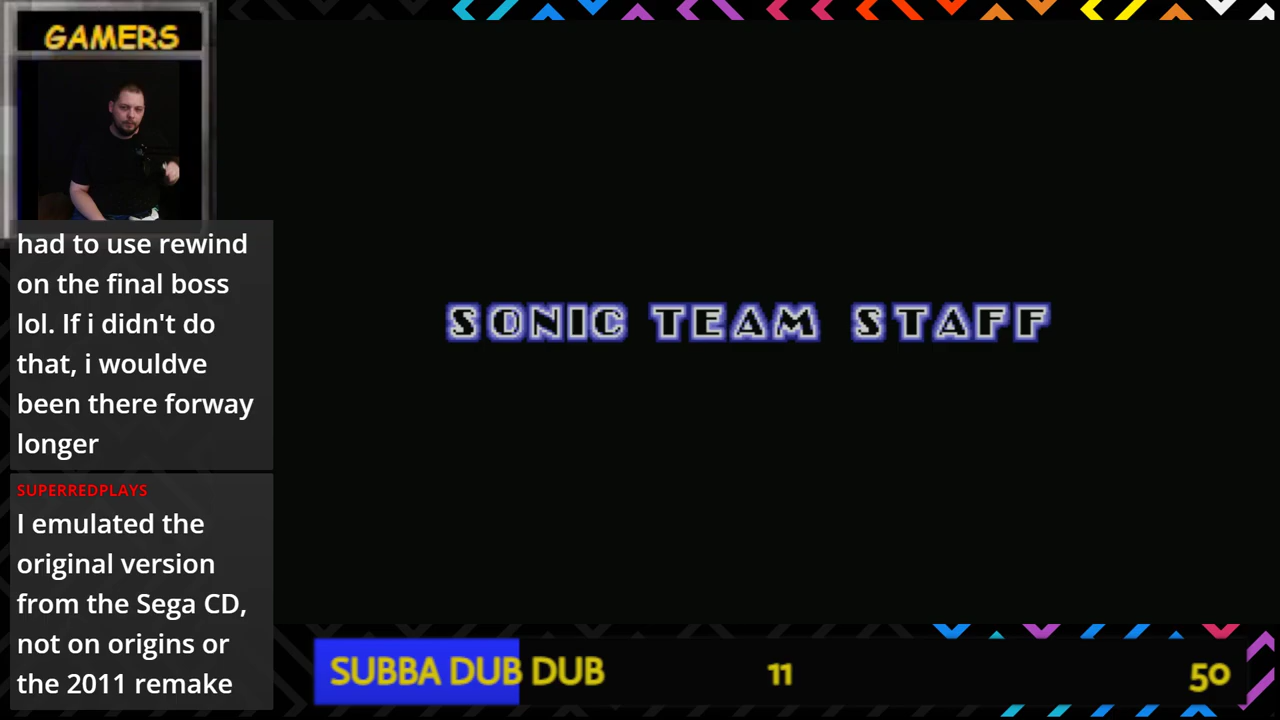 GAMERS
had to use rewind
on the final boss
lol. If i didn't do
that, i wouldve
been there forway
longer
SUPERREDPLAYS
I emulated the
original version
from the Sega CD,
not on origins or
the 2011 remake
SONIC TEAM STAFF
SUBBA DUB DUB 11 50